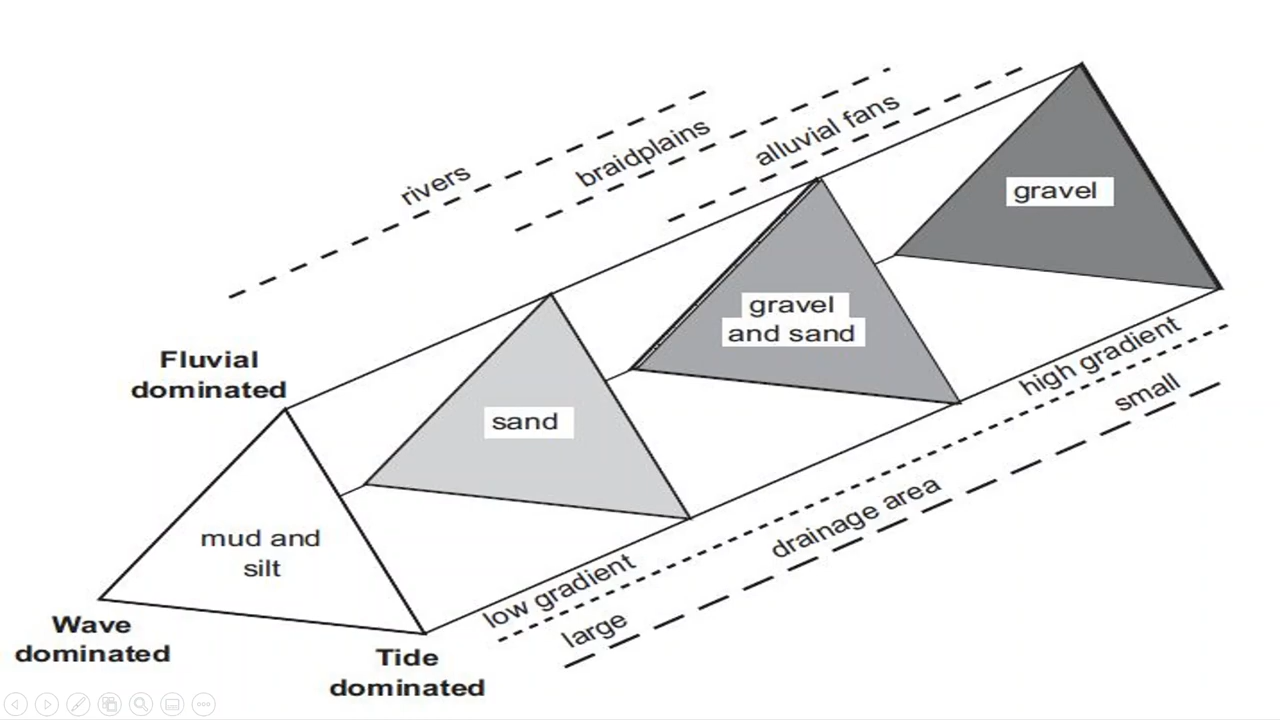 rivers
braidplains
alluvial fans
gravel
gravel
and sand
sand
mud and
silt
Fluvial
dominated
Wave
dominated
Tide
dominated
low gradient
high gradient
large
drainage area
small